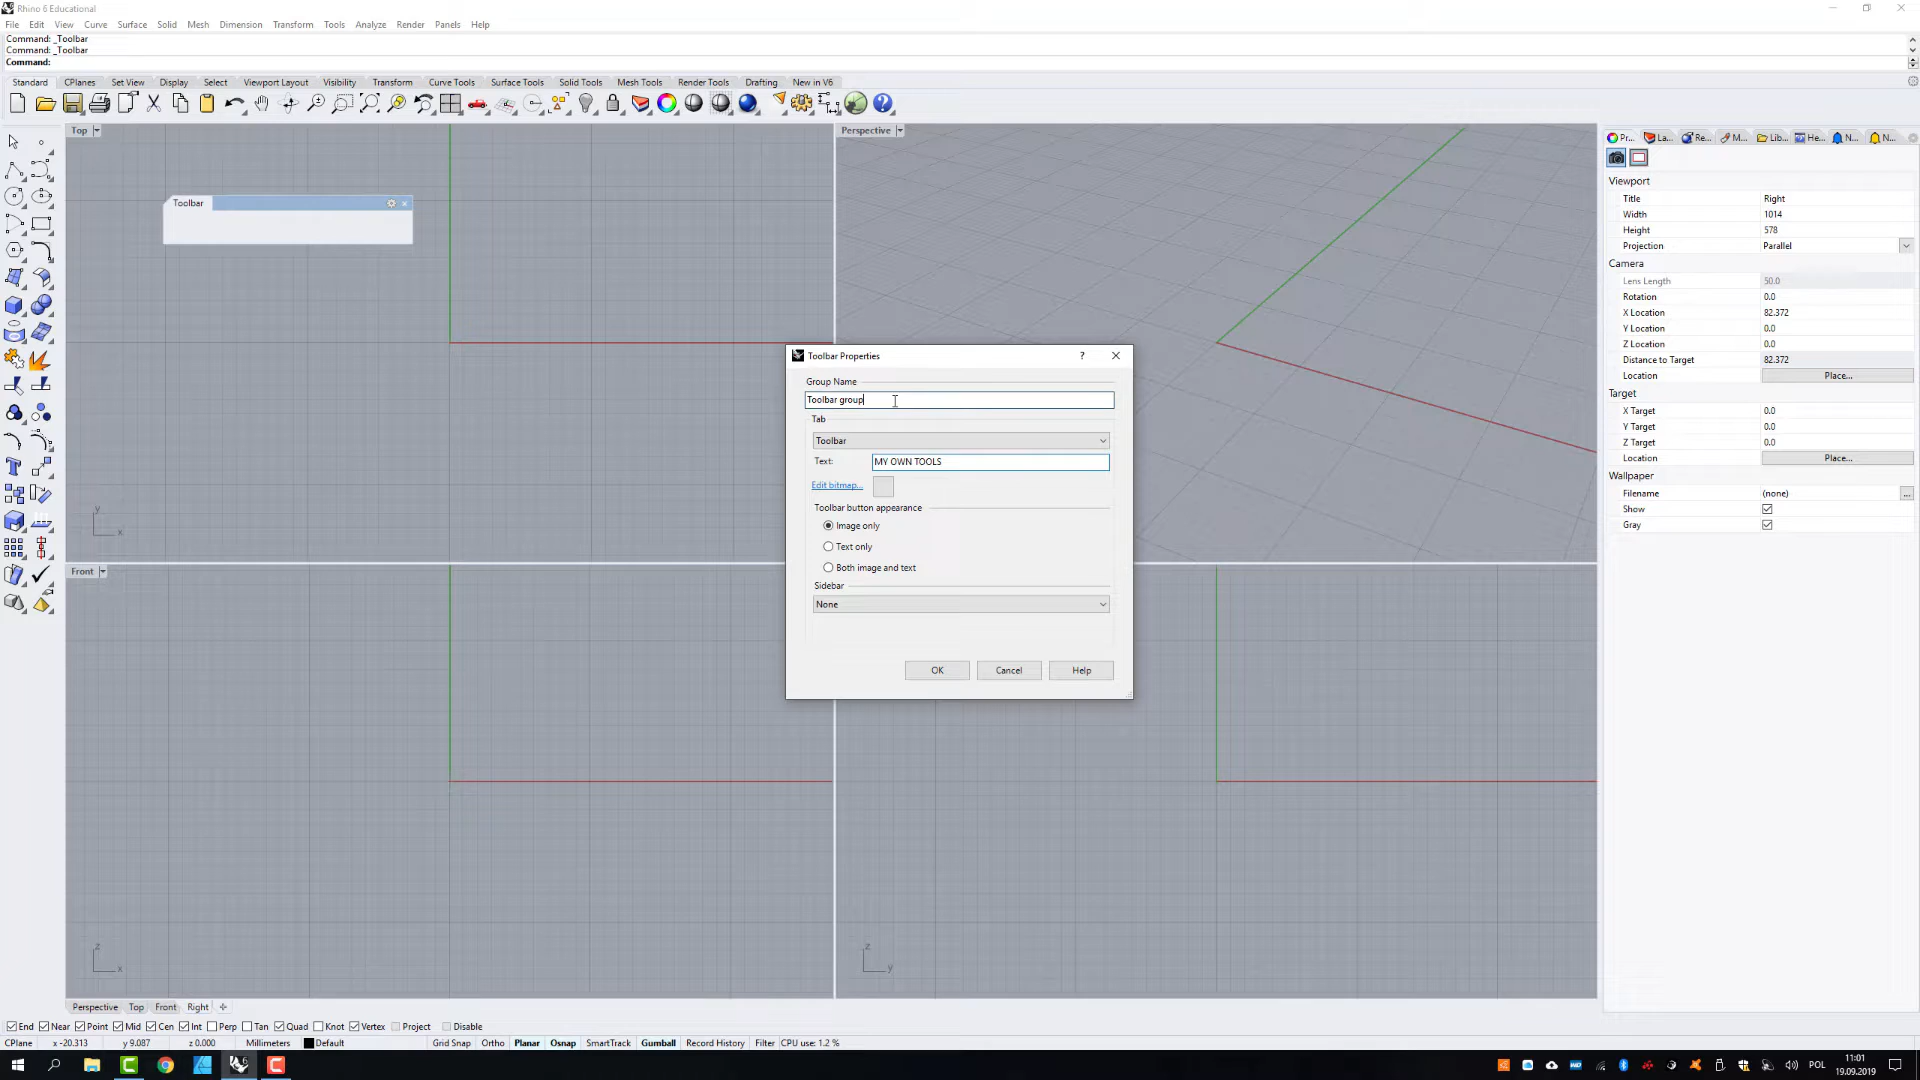 Rhino 6 Educational
File Edit View Curve Surface Solid Mesh Dimension Transform Tools Analyze Render Panels Help
Command: _Toolbar
Command: _Toolbar
Command:
Standard CPlanes Set View Display Select Viewport Layout Visibility Transform Curve Tools Surface Tools Solid Tools Mesh Tools Render Tools Drafting New in V6
Top
Perspective
Pr... La... Re... M... Lib... He... N... N...
Toolbar
Viewport
Title Right
Width 1014
Height 578
Projection Parallel
Camera
Lens Length 50.0
Rotation 0.0
X Location 82.372
Y Location 0.0
Z Location 0.0
Distance to Target 82.372
Location Place...
Target
X Target 0.0
Y Target 0.0
Z Target 0.0
Location Place...
Wallpaper
Filename (none) ...
Show
Gray
Toolbar Properties ?
Group Name
Toolbar group
Tab
Toolbar
Text: MY OWN TOOLS
Edit bitmap...
Toolbar button appearance
Image only
Text only
Both image and text
Sidebar
None
OK Cancel Help
y
x
Front
z
x
z
y
Perspective Top Front Right
End Near Point Mid Cen Int Perp Tan Quad Knot Vertex Project Disable
CPlane x -20.313 y 9.087 z 0.000 Millimeters Default Grid Snap Ortho Planar Osnap SmartTrack Gumball Record History Filter CPU use: 1.2 %
POL
11:01
19.09.2019